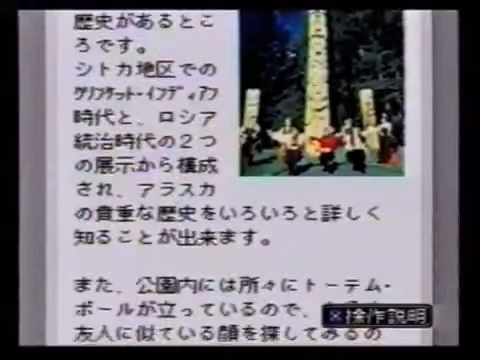 歴史があるとこ
ろです。
シトカ地区での
クリンケット・インディアン
時代と、ロシア
統治時代の２つ
の展示から構成
され、アラスカ
の貴重な歴史をいろいろと詳しく
知ることが出来ます。
また、公園内には所々にトーテム・
ポールが立っているので、
※操作説明
友人に似ている顔を探してみるの